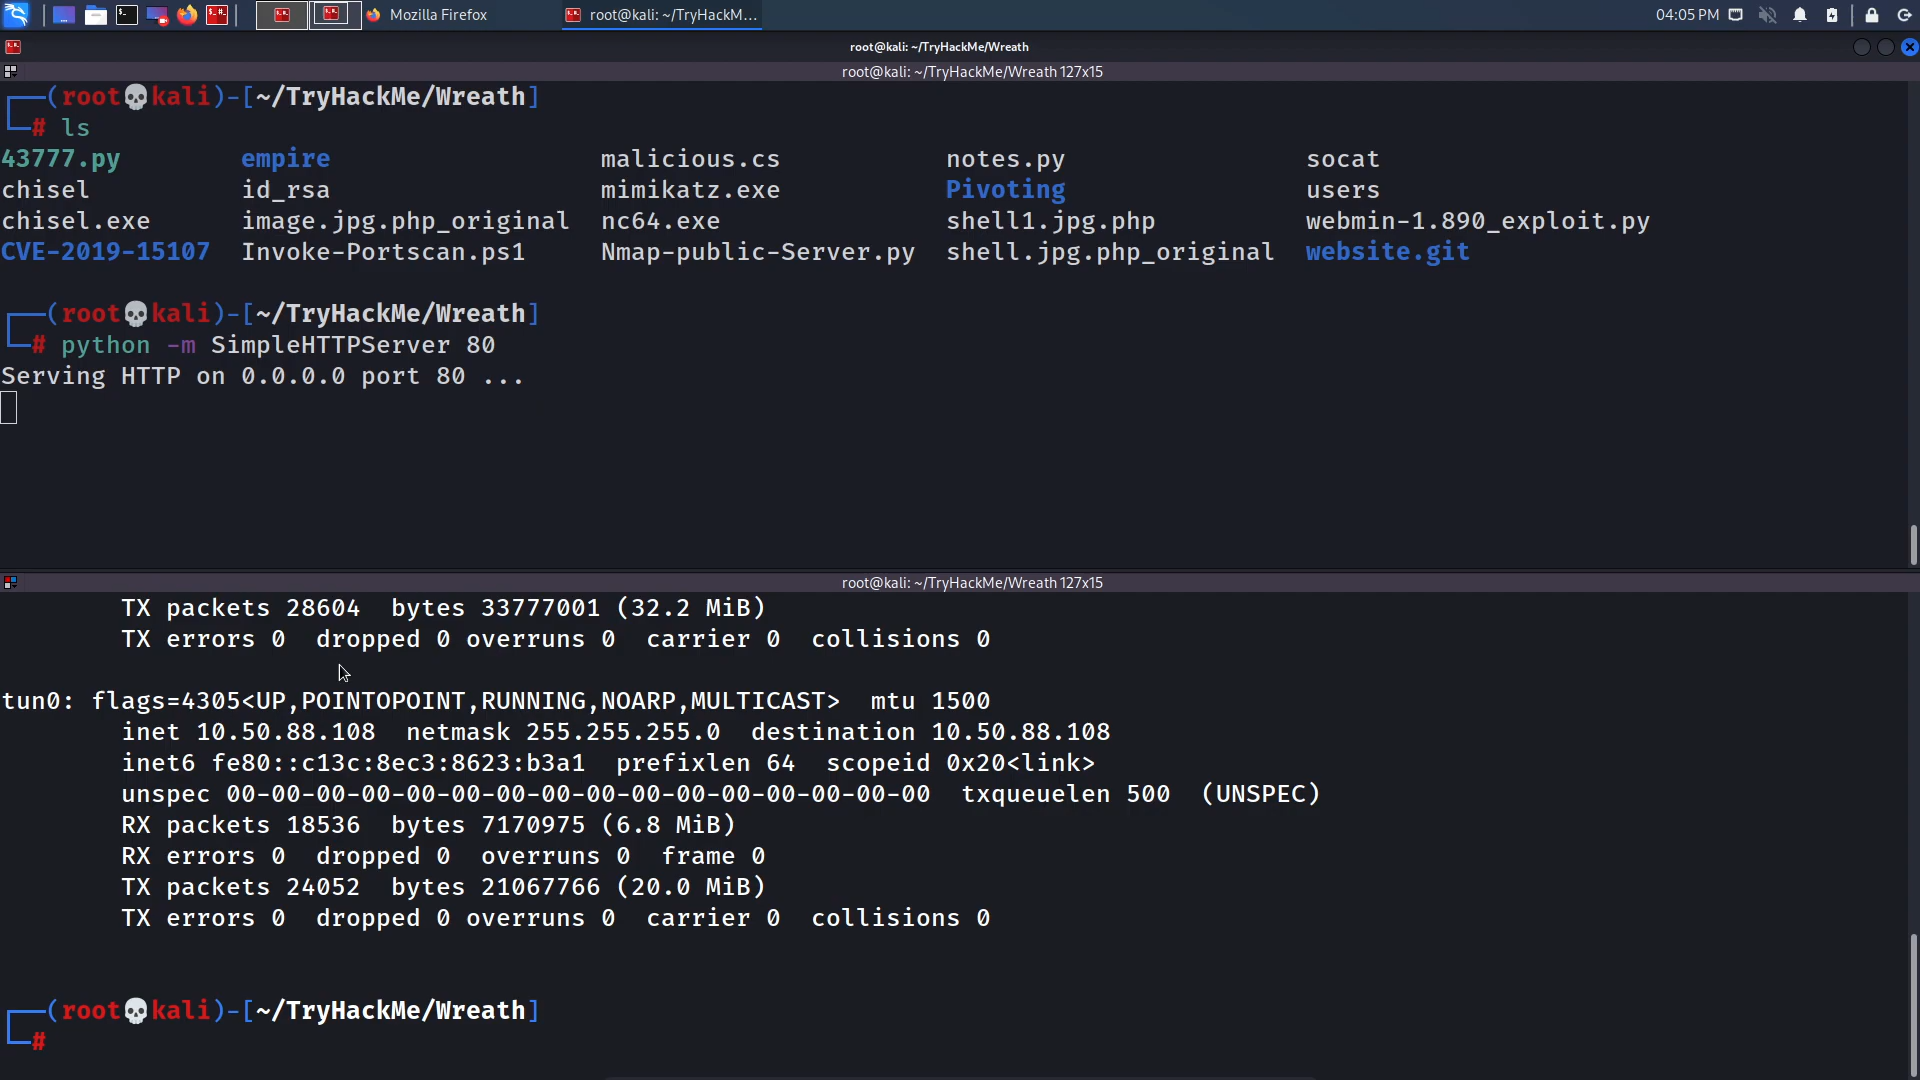 Mozilla Firefox
root@kali: ~/TryHackM...
04:05 PM
root@kali: ~/TryHackMe/Wreath
root@kali: ~/TryHackMe/Wreath 127x15
┌──(root💀kali)-[~/TryHackMe/Wreath]
└─# ls
43777.py empire malicious.cs notes.py socat
chisel id_rsa mimikatz.exe Pivoting users
chisel.exe image.jpg.php_original nc64.exe shell1.jpg.php webmin-1.890_exploit.py
CVE-2019-15107 Invoke-Portscan.ps1 Nmap-public-Server.py shell.jpg.php_original website.git
┌──(root💀kali)-[~/TryHackMe/Wreath]
└─# python -m SimpleHTTPServer 80
Serving HTTP on 0.0.0.0 port 80 ...
root@kali: ~/TryHackMe/Wreath 127x15
TX packets 28604 bytes 33777001 (32.2 MiB)
TX errors 0 dropped 0 overruns 0 carrier 0 collisions 0
tun0: flags=4305<UP,POINTOPOINT,RUNNING,NOARP,MULTICAST> mtu 1500
inet 10.50.88.108 netmask 255.255.255.0 destination 10.50.88.108
inet6 fe80::c13c:8ec3:8623:b3a1 prefixlen 64 scopeid 0x20<link>
unspec 00-00-00-00-00-00-00-00-00-00-00-00-00-00-00-00 txqueuelen 500 (UNSPEC)
RX packets 18536 bytes 7170975 (6.8 MiB)
RX errors 0 dropped 0 overruns 0 frame 0
TX packets 24052 bytes 21067766 (20.0 MiB)
TX errors 0 dropped 0 overruns 0 carrier 0 collisions 0
┌──(root💀kali)-[~/TryHackMe/Wreath]
└─#